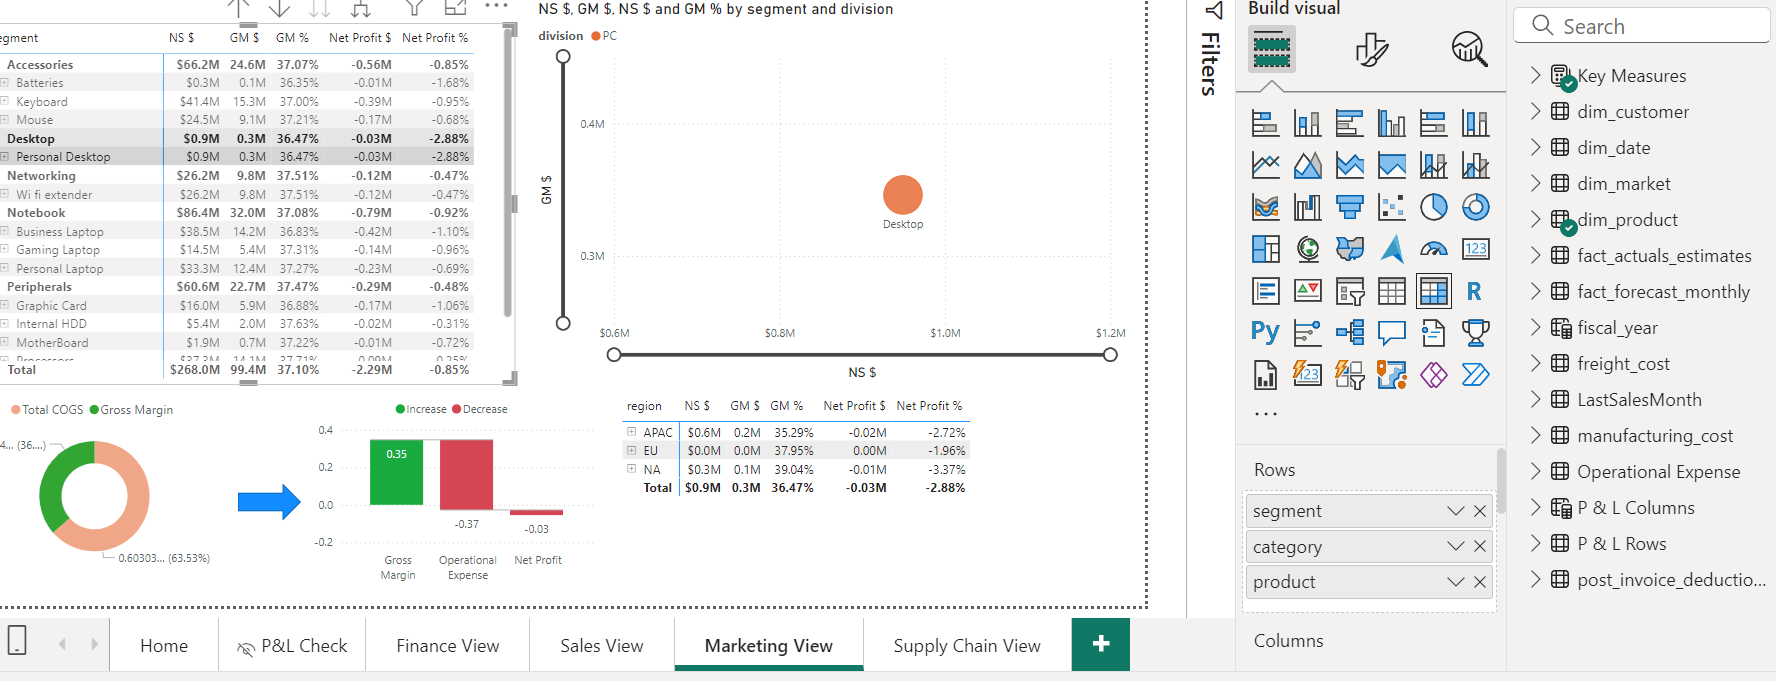 NS $, GM $, NS $ and GM % by segment and division
division PC
GM $
0.4M
0.3M
Desktop
$0.6M $0.8M $1.0M $1.2M
NS $
egment NS $ GM $ GM % Net Profit $ Net Profit %
Accessories $66.2M 24.6M 37.07% -0.56M -0.85%
Batteries $0.3M 0.1M 36.35% -0.01M -1.68%
Keyboard $41.4M 15.3M 37.00% -0.39M -0.95%
Mouse $24.5M 9.1M 37.21% -0.17M -0.68%
Desktop $0.9M 0.3M 36.47% -0.03M -2.88%
Personal Desktop $0.9M 0.3M 36.47% -0.03M -2.88%
Networking $26.2M 9.8M 37.51% -0.12M -0.47%
Wi fi extender $26.2M 9.8M 37.51% -0.12M -0.47%
Notebook $86.4M 32.0M 37.08% -0.79M -0.92%
Business Laptop $38.5M 14.2M 36.83% -0.42M -1.10%
Gaming Laptop $14.5M 5.4M 37.31% -0.14M -0.96%
Personal Laptop $33.3M 12.4M 37.27% -0.23M -0.69%
Peripherals $60.6M 22.7M 37.47% -0.29M -0.48%
Graphic Card $16.0M 5.9M 36.88% -0.17M -1.06%
Internal HDD $5.4M 2.0M 37.63% -0.02M -0.31%
MotherBoard $1.9M 0.7M 37.22% -0.01M -0.72%
Processors $37.3M 14.1M 37.71% -0.09M -0.25%
Total $268.0M 99.4M 37.10% -2.29M -0.85%
Total COGS Gross Margin
4... (36....)
0.60303... (63.53%)
Increase Decrease
0.4
0.2
0.0
-0.2
0.35
-0.37
-0.03
Gross
Margin
Operational
Expense
Net Profit
region NS $ GM $ GM % Net Profit $ Net Profit %
APAC $0.6M 0.2M 35.29% -0.02M -2.72%
EU $0.0M 0.0M 37.95% 0.00M -1.96%
NA $0.3M 0.1M 39.04% -0.01M -3.37%
Total $0.9M 0.3M 36.47% -0.03M -2.88%
Home P&L Check Finance View Sales View Marketing View Supply Chain View +
Filters
Build visual
123
R
Py
123
...
Rows
segment
category
product
Columns
Search
Key Measures
dim_customer
dim_date
dim_market
dim_product
fact_actuals_estimates
fact_forecast_monthly
fiscal_year
freight_cost
LastSalesMonth
manufacturing_cost
Operational Expense
P & L Columns
P & L Rows
post_invoice_deductio...